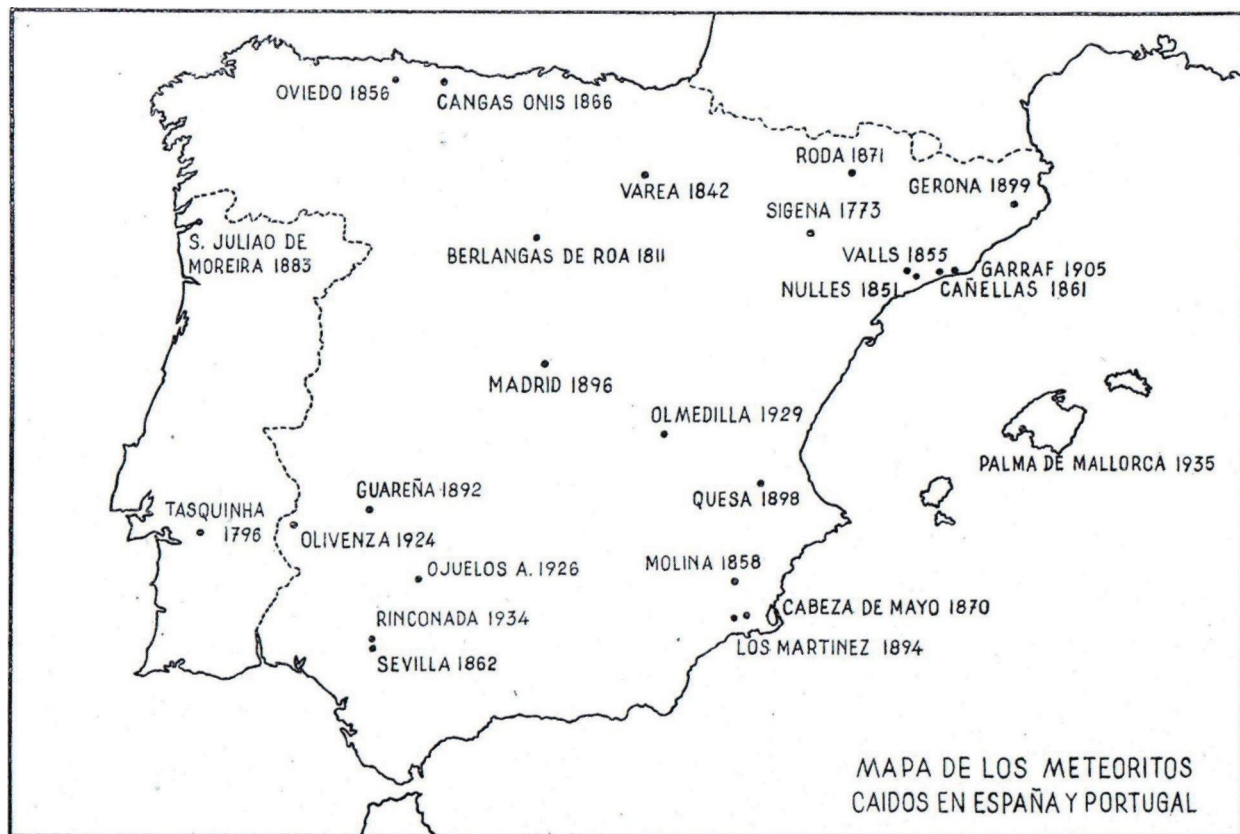 OVIEDO 1856
CANGAS ONIS 1866
RODA 1871
VAREA 1842
GERONA 1899
SIGENA 1773
S. JULIAO DE
MOREIRA 1883
BERLANGAS DE ROA 1811
VALLS 1855
GARRAF 1905
NULLES 1851
CAÑELLAS 1861
MADRID 1896
OLMEDILLA 1929
PALMA DE MALLORCA 1935
GUAREÑA 1892
QUESA 1898
TASQUINHA
1796
OLIVENZA 1924
MOLINA 1858
OJUELOS A. 1926
CABEZA DE MAYO 1870
RINCONADA 1934
LOS MARTINEZ 1894
SEVILLA 1862
MAPA DE LOS METEORITOS
CAIDOS EN ESPAÑA Y PORTUGAL